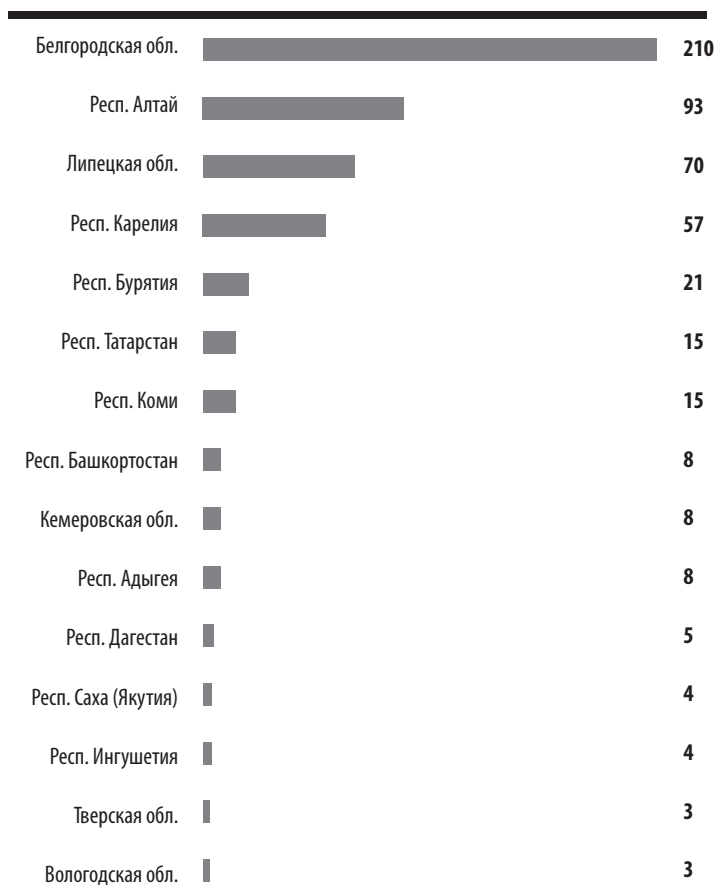 Белгородская обл. 210
Респ. Алтай 93
Липецкая обл. 70
Респ. Карелия 57
Респ. Бурятия 21
Респ. Татарстан 15
Респ. Коми 15
Респ. Башкортостан 8
Кемеровская обл. 8
Респ. Адыгея 8
Респ. Дагестан 5
Респ. Саха (Якутия) 4
Респ. Ингушетия 4
Тверская обл. 3
Вологодская обл. 3